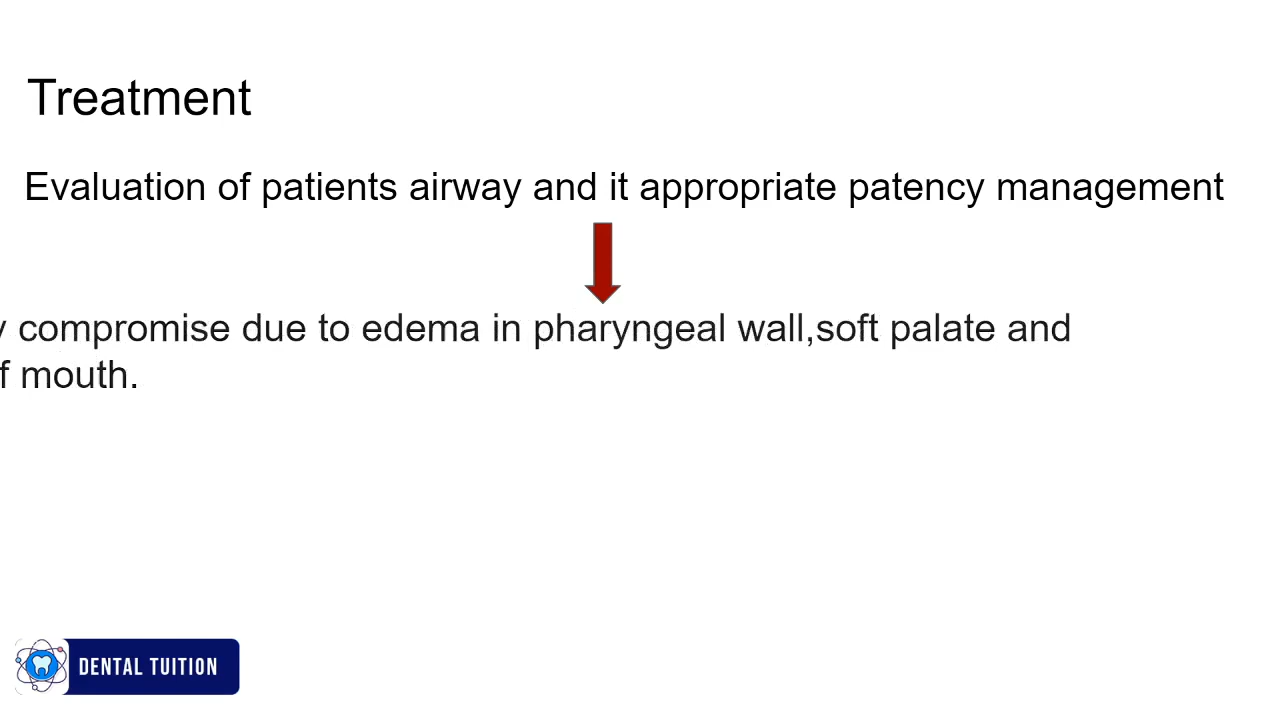 Treatment
Evaluation of patients airway and it appropriate patency management
compromise due to edema in pharyngeal wall,soft palate and
mouth.
DENTAL TUITION